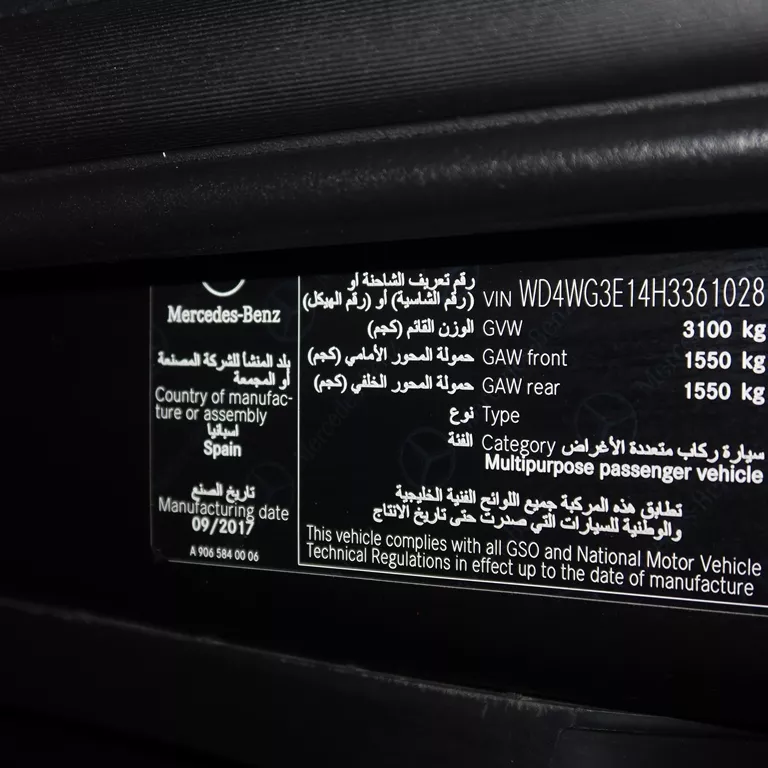 Mercedes-Benz
بلد المنشأ للشركة المصنعة
أو المجمعة
Country of manufac-
ture or assembly
اسبانيا
Spain
تاريخ الصنع
Manufacturing date
09/2017
A 906 584 00 06
رقم تعريف الشاحنة أو
(رقم الشاسية) أو (رقم الهيكل) VIN WD4WG3E14H3361028
الوزن القائم (كجم) GVW 3100 kg
حمولة المحور الأمامي (كجم) GAW front 1550 kg
حمولة المحور الخلفي (كجم) GAW rear 1550 kg
نوع Type
الفئة Category سيارة ركاب متعددة الأغراض
Multipurpose passenger vehicle
تطابق هذه المركبة جميع اللوائح الفنية الخليجية
والوطنية للسيارات التي صدرت حتى تاريخ الانتاج
This vehicle complies with all GSO and National Motor Vehicle
Technical Regulations in effect up to the date of manufacture